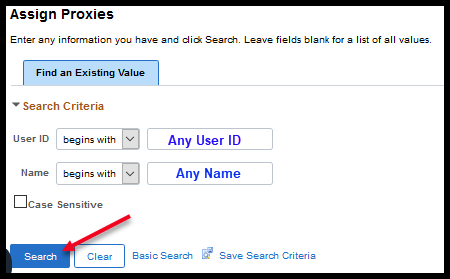 Assign Proxies
Enter any information you have and click Search. Leave fields blank for a list of all values.
Find an Existing Value
Search Criteria
User ID begins with Any User ID
Name begins with Any Name
Case Sensitive
Search Clear Basic Search Save Search Criteria